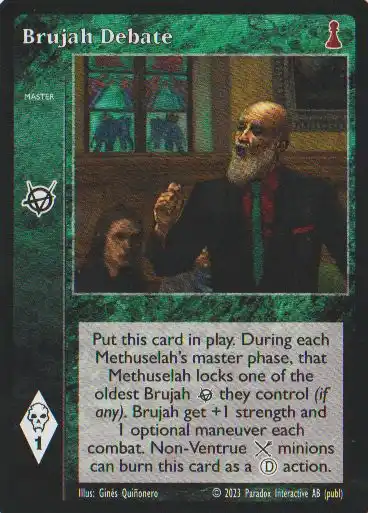 Brujah Debate
MASTER
Put this card in play. During each
Methuselah's master phase, that
Methuselah locks one of the
oldest Brujah they control (if
any). Brujah get +1 strength and
1 optional maneuver each
combat. Non-Ventrue minions
can burn this card as a D action.
1
Illus: Ginés Quiñonero © 2023 Paradox Interactive AB (publ)